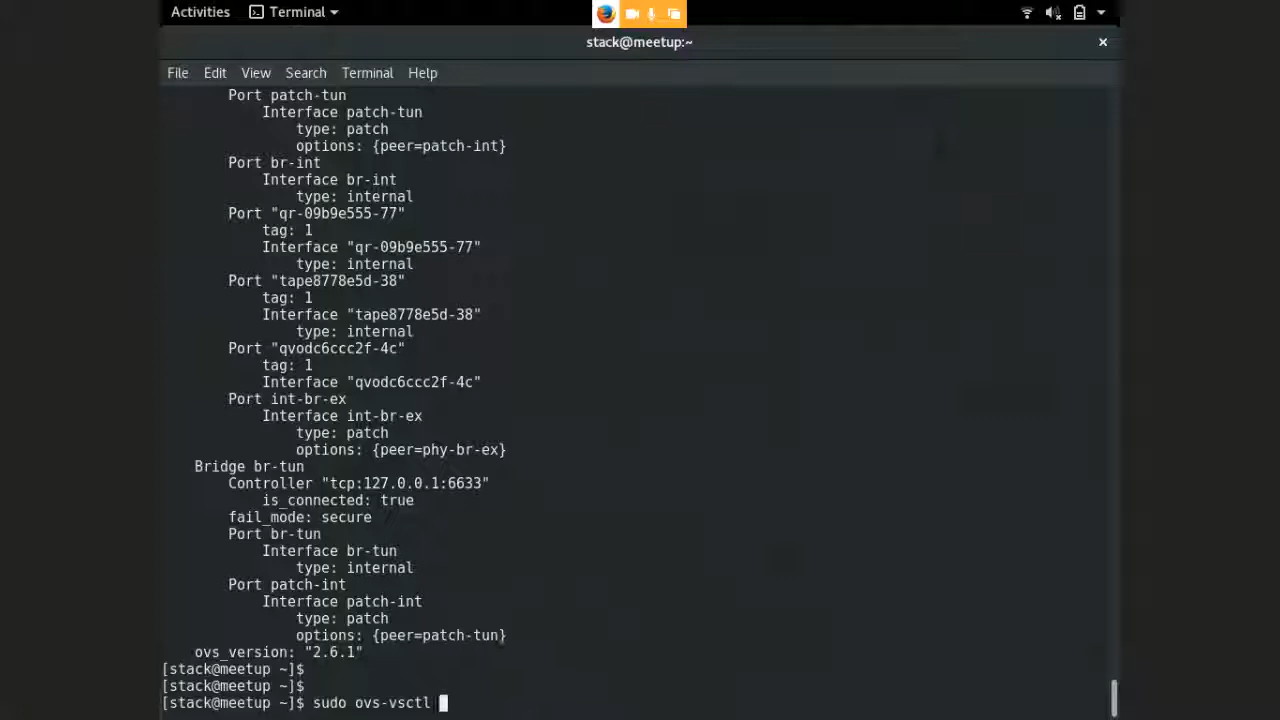 Activities Terminal
stack@meetup:~ ×
File Edit View Search Terminal Help
Port patch-tun
Interface patch-tun
type: patch
options: {peer=patch-int}
Port br-int
Interface br-int
type: internal
Port "qr-09b9e555-77"
tag: 1
Interface "qr-09b9e555-77"
type: internal
Port "tape8778e5d-38"
tag: 1
Interface "tape8778e5d-38"
type: internal
Port "qvodc6ccc2f-4c"
tag: 1
Interface "qvodc6ccc2f-4c"
Port int-br-ex
Interface int-br-ex
type: patch
options: {peer=phy-br-ex}
Bridge br-tun
Controller "tcp:127.0.0.1:6633"
is_connected: true
fail_mode: secure
Port br-tun
Interface br-tun
type: internal
Port patch-int
Interface patch-int
type: patch
options: {peer=patch-tun}
ovs_version: "2.6.1"
[stack@meetup ~]$
[stack@meetup ~]$
[stack@meetup ~]$ sudo ovs-vsctl